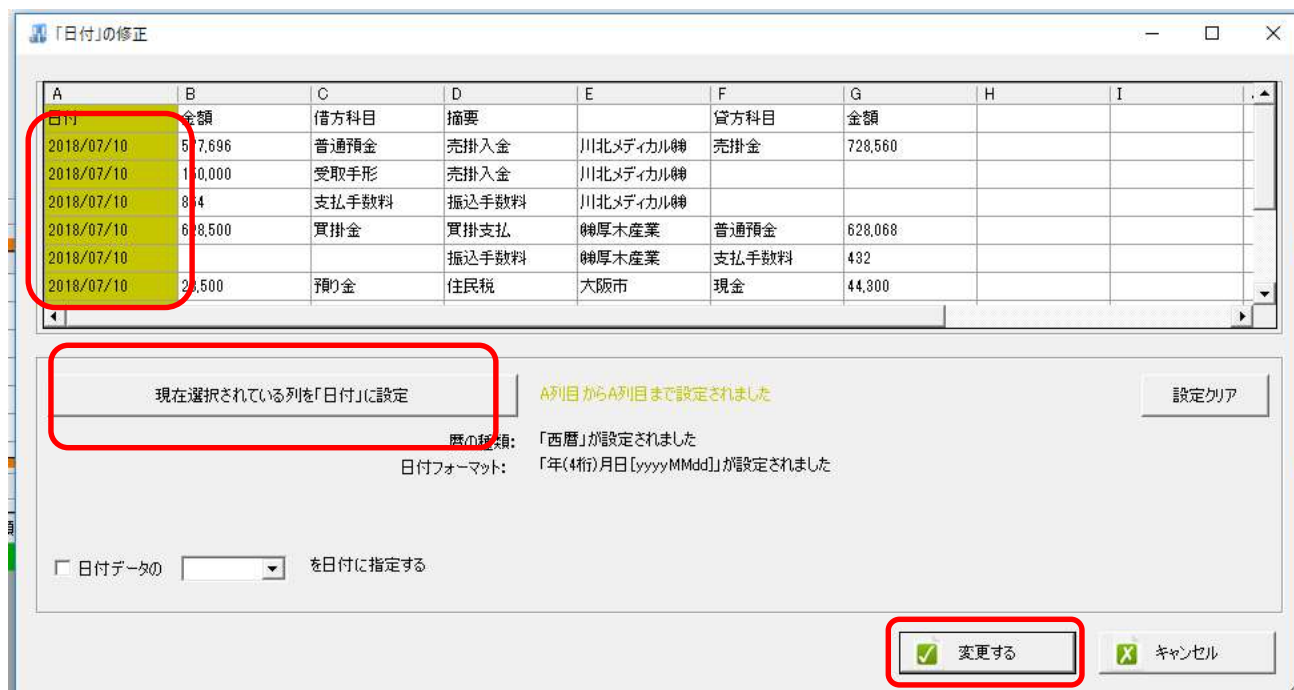 「日付」の修正
A B C D E F G H I
日付 金額 借方科目 摘要 貸方科目 金額
2018/07/10 577,696 普通預金 売掛入金 川北メディカル㈱ 売掛金 728,560
2018/07/10 150,000 受取手形 売掛入金 川北メディカル㈱
2018/07/10 864 支払手数料 振込手数料 川北メディカル㈱
2018/07/10 628,500 買掛金 買掛支払 ㈱厚木産業 普通預金 628,068
2018/07/10 振込手数料 ㈱厚木産業 支払手数料 432
2018/07/10 預り金 住民税 大阪市 現金 44,300
現在選択されている列を「日付」に設定 A列目からA列目まで設定されました 設定クリア
暦の種類: 「西暦」が設定されました
日付フォーマット: 「年(4桁)月日[yyyyMMdd]」が設定されました
日付データの を日付に指定する
変更する キャンセル